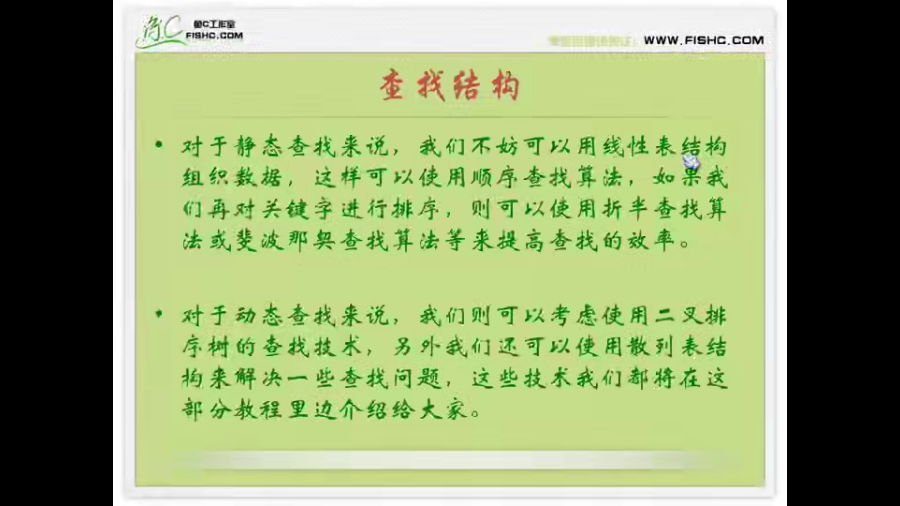 鱼C工作室
FISHC.COM
WWW.FISHC.COM
查找结构
• 对于静态查找来说，我们不妨可以用线性表结构
组织数据，这样可以使用顺序查找算法，如果我
们再对关键字进行排序，则可以使用折半查找算
法或斐波那契查找算法等来提高查找的效率。
• 对于动态查找来说，我们则可以考虑使用二叉排
序树的查找技术，另外我们还可以使用散列表结
构来解决一些查找问题，这些技术我们都将在这
部分教程里边介绍给大家。